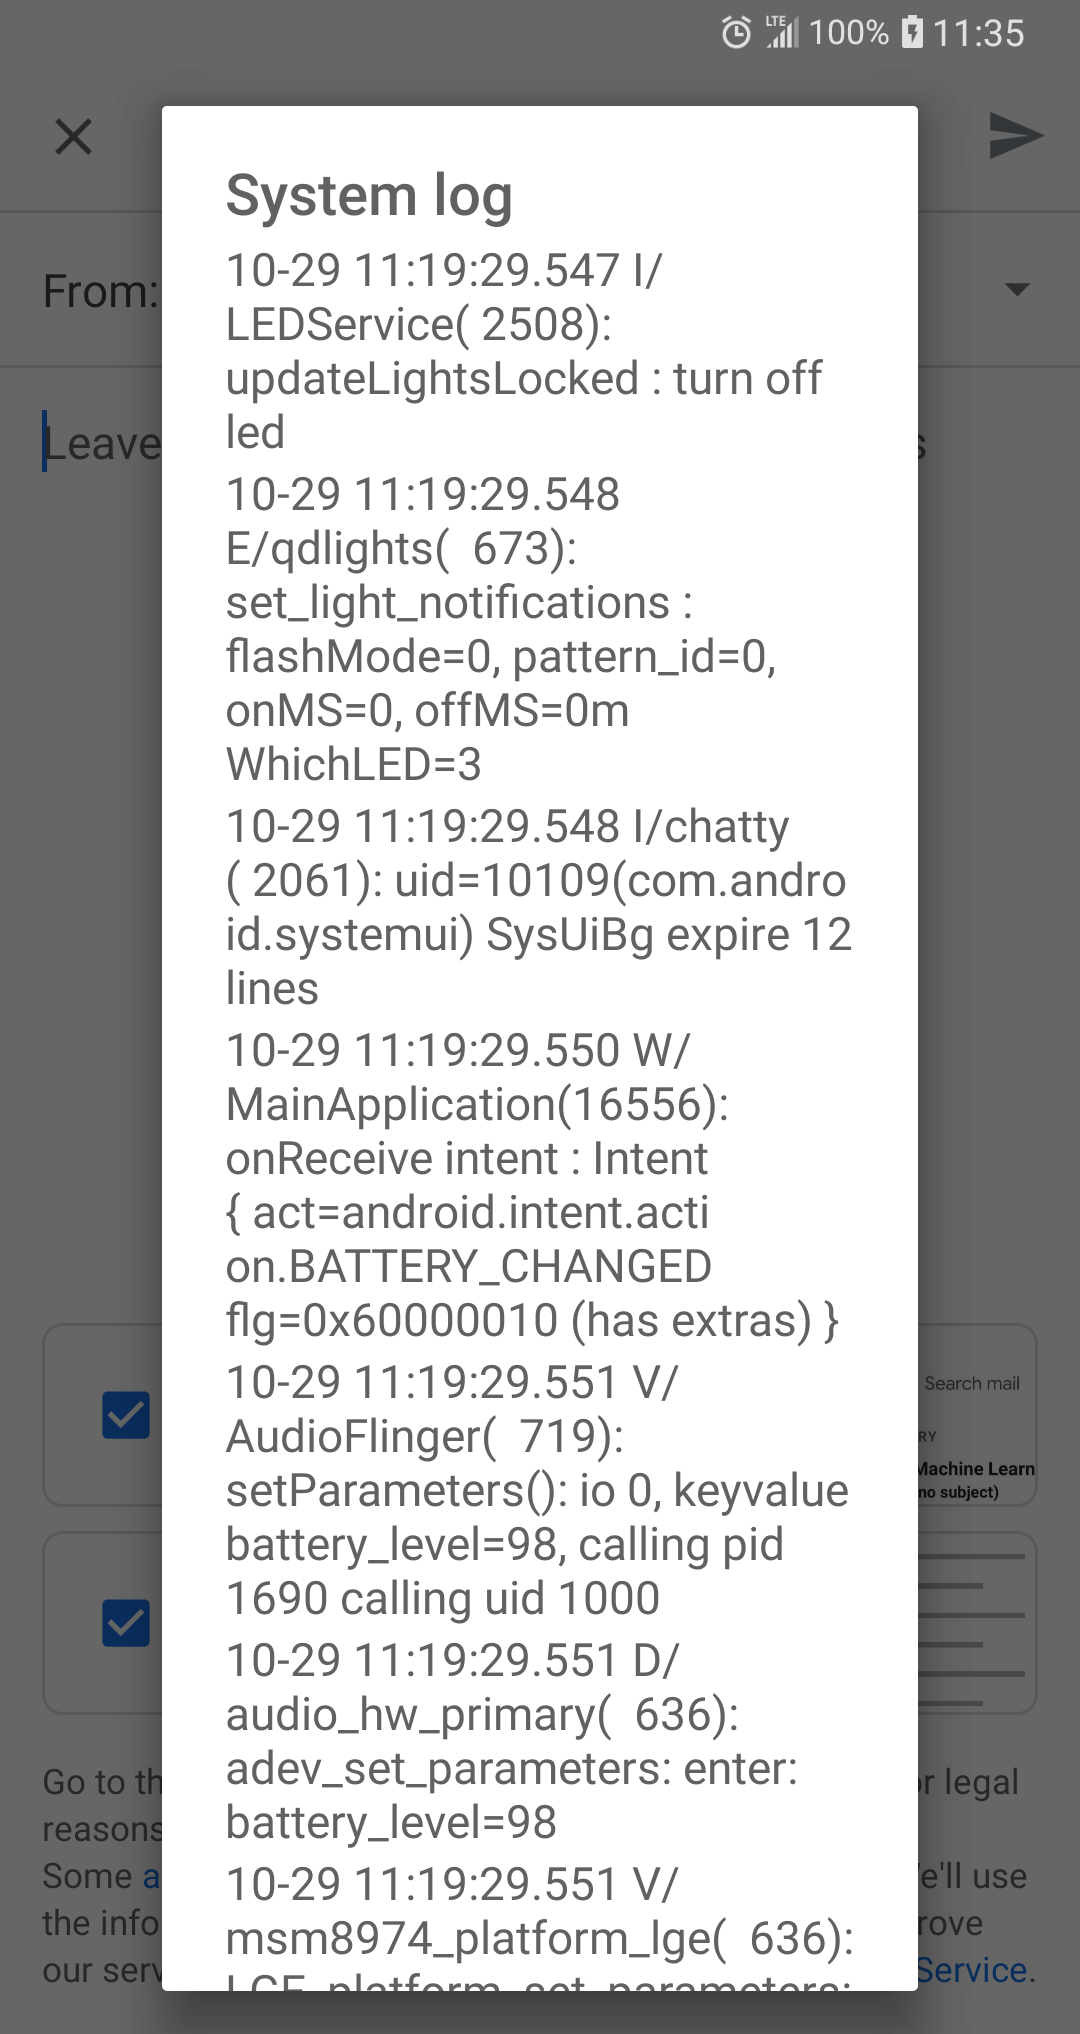 LTE 100% 11:35
System log
10-29 11:19:29.547 I/
LEDService( 2508):
updateLightsLocked : turn off
led
10-29 11:19:29.548
E/qdlights(  673):
set_light_notifications :
flashMode=0, pattern_id=0,
onMS=0, offMS=0m
WhichLED=3
10-29 11:19:29.548 I/chatty
( 2061): uid=10109(com.andro
id.systemui) SysUiBg expire 12
lines
10-29 11:19:29.550 W/
MainApplication(16556):
onReceive intent : Intent
{ act=android.intent.acti
on.BATTERY_CHANGED
flg=0x60000010 (has extras) }
10-29 11:19:29.551 V/
AudioFlinger(  719):
setParameters(): io 0, keyvalue
battery_level=98, calling pid
1690 calling uid 1000
10-29 11:19:29.551 D/
audio_hw_primary(  636):
adev_set_parameters: enter:
battery_level=98
10-29 11:19:29.551 V/
msm8974_platform_lge(  636):
LGE_platform_set_parameters:
From:
Leave
Search mail
RY
Machine Learn
no subject)
Go to th
r legal
reasons
Some a
e'll use
the info
rove
our serv
Service.